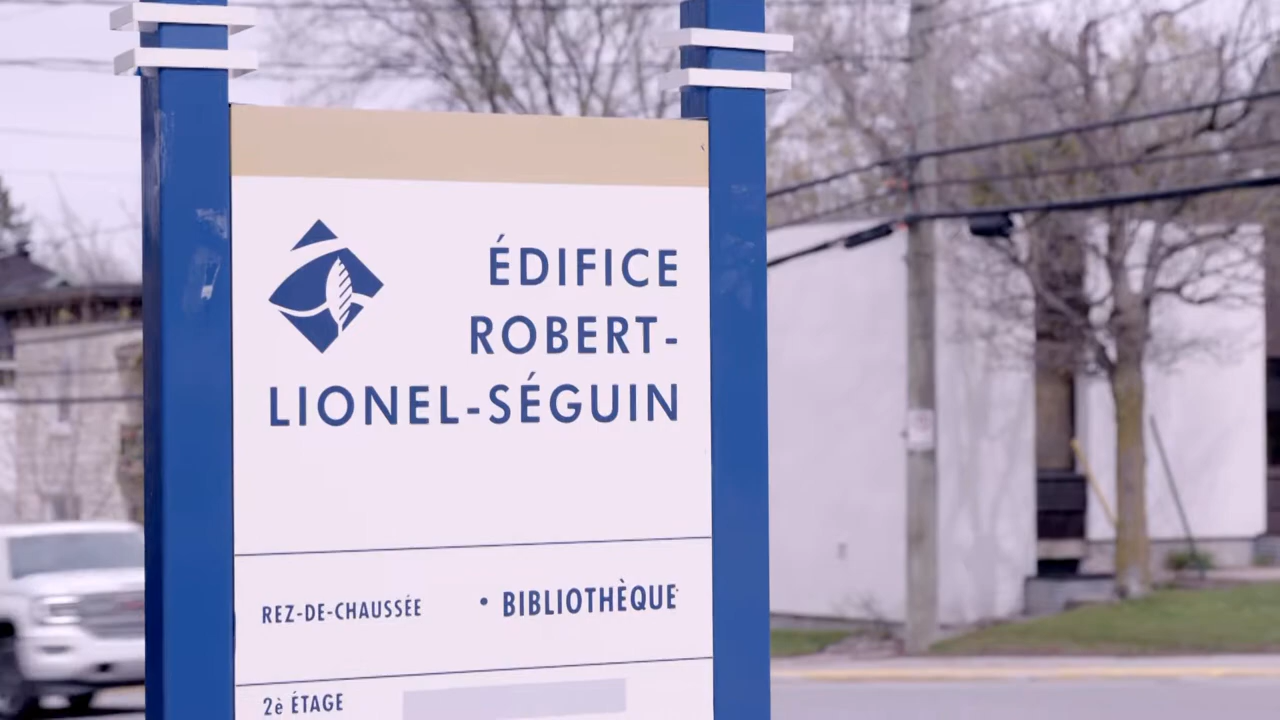 ÉDIFICE
ROBERT-
LIONEL-SÉGUIN
REZ-DE-CHAUSSÉE • BIBLIOTHÈQUE
2è ÉTAGE